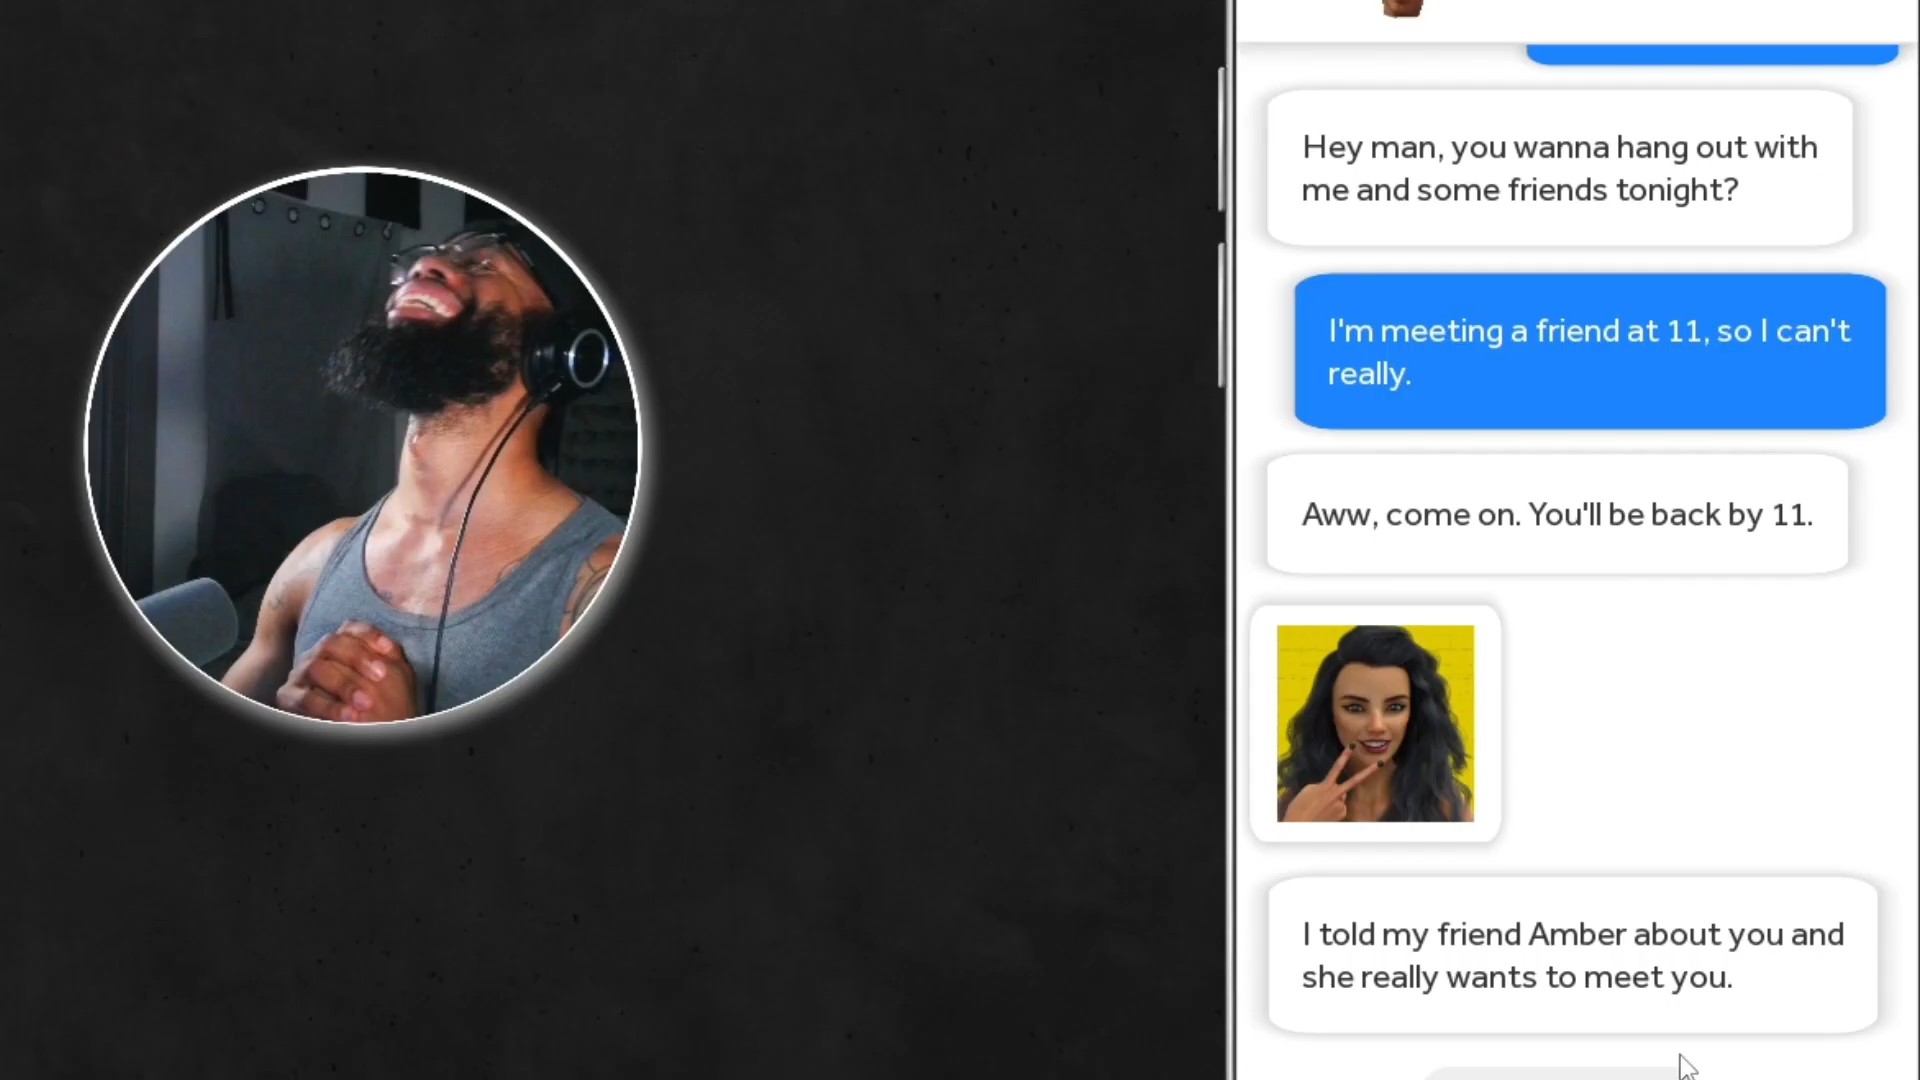 Hey man, you wanna hang out with
me and some friends tonight?
I'm meeting a friend at 11, so I can't
really.
Aww, come on. You'll be back by 11.
I told my friend Amber about you and
she really wants to meet you.